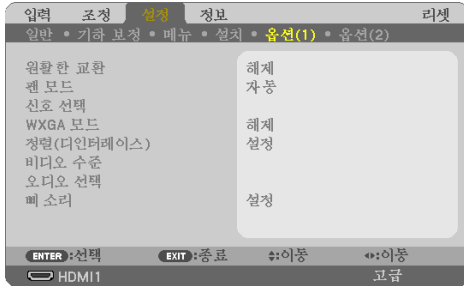 입력 조정 설정 정보 리셋
일반 • 기하 보정 • 메뉴 • 설치 • 옵션(1) • 옵션(2)
원활한 교환 해제
팬 모드 자동
신호 선택
WXGA 모드 해제
정렬(디인터레이스) 설정
비디오 수준
오디오 선택
삐 소리 설정
ENTER:선택 EXIT:종료 :이동 :이동
HDMI1 고급